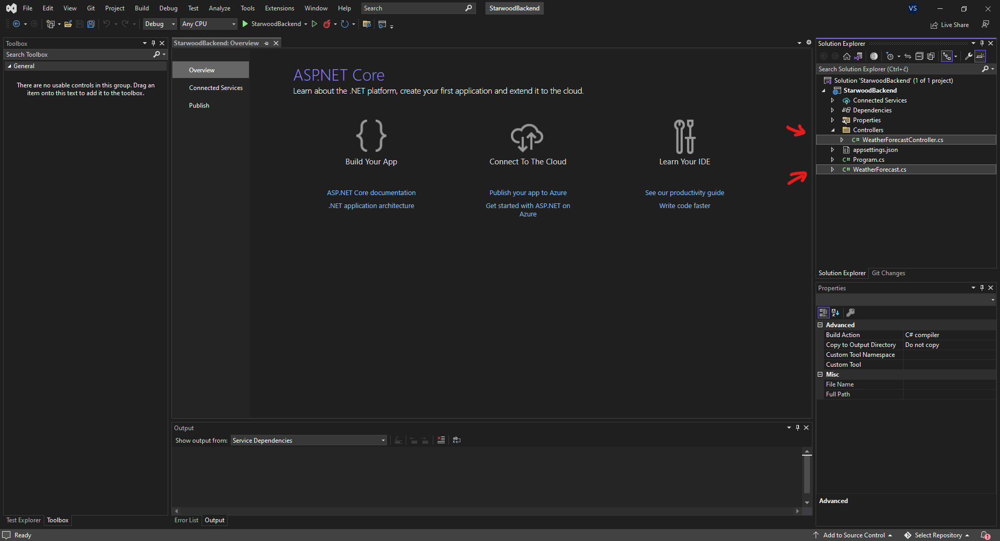 File Edit View Git Project Build Debug Test Analyze Tools Extensions Window Help Search StarwoodBackend VS
Debug Any CPU StarwoodBackend Live Share
Toolbox
Search Toolbox
General
There are no usable controls in this group. Drag an
item onto this text to add it to the toolbox.
Test Explorer Toolbox
StarwoodBackend: Overview
Overview
Connected Services
Publish
ASP.NET Core
Learn about the .NET platform, create your first application and extend it to the cloud.
Build Your App
ASP.NET Core documentation
.NET application architecture
Connect To The Cloud
Publish your app to Azure
Get started with ASP.NET on
Azure
Learn Your IDE
See our productivity guide
Write code faster
Output
Show output from: Service Dependencies
Error List Output
Solution Explorer
Search Solution Explorer (Ctrl+č)
Solution 'StarwoodBackend' (1 of 1 project)
StarwoodBackend
Connected Services
Dependencies
Properties
Controllers
C# WeatherForecastController.cs
appsettings.json
C# Program.cs
C# WeatherForecast.cs
Solution Explorer Git Changes
Properties
Advanced
Build Action C# compiler
Copy to Output Directory Do not copy
Custom Tool Namespace
Custom Tool
Misc
File Name
Full Path
Advanced
Ready Add to Source Control Select Repository 1